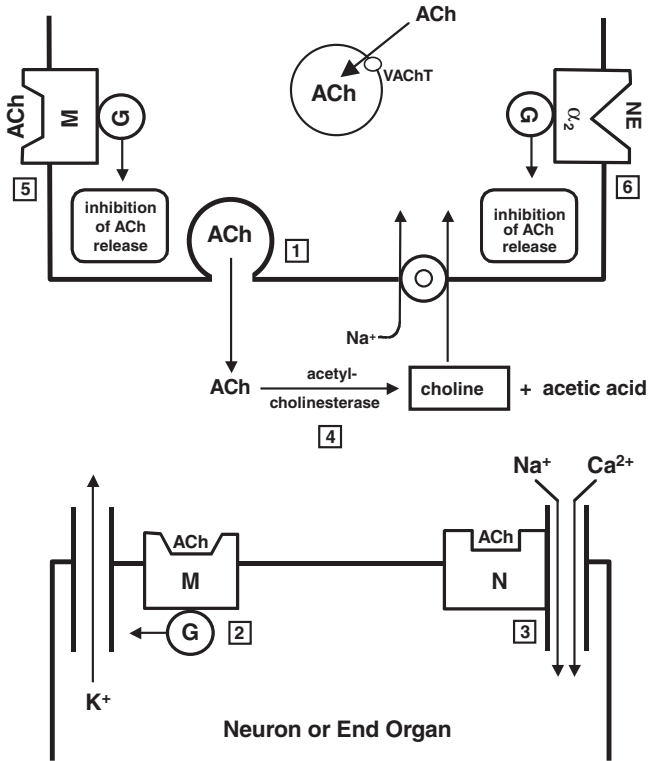 ACh
VAChT
ACh
ACh
M
G
G
α2
NE
5
6
inhibition
of ACh
release
inhibition
of ACh
release
ACh
1
Na+
ACh
acetyl-
cholinesterase
choline
+ acetic acid
4
Na+
Ca2+
ACh
M
G
2
ACh
N
3
K+
Neuron or End Organ